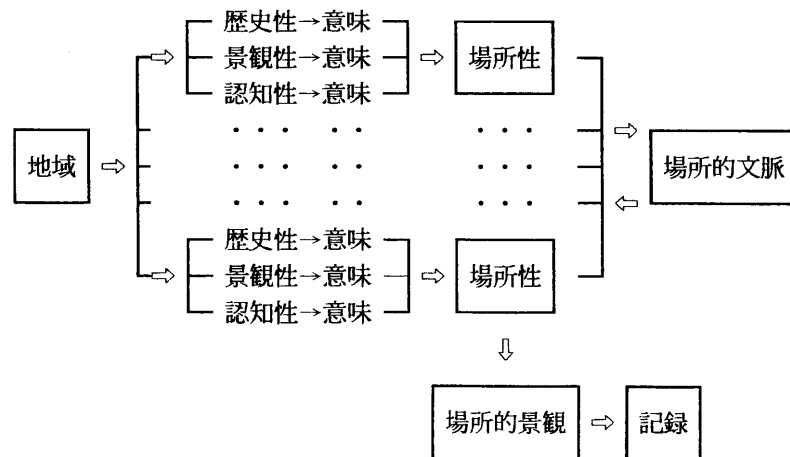 歴史性→意味
景観性→意味
認知性→意味
場所性
地域
場所的文脈
歴史性→意味
景観性→意味
認知性→意味
場所性
場所的景観
記録